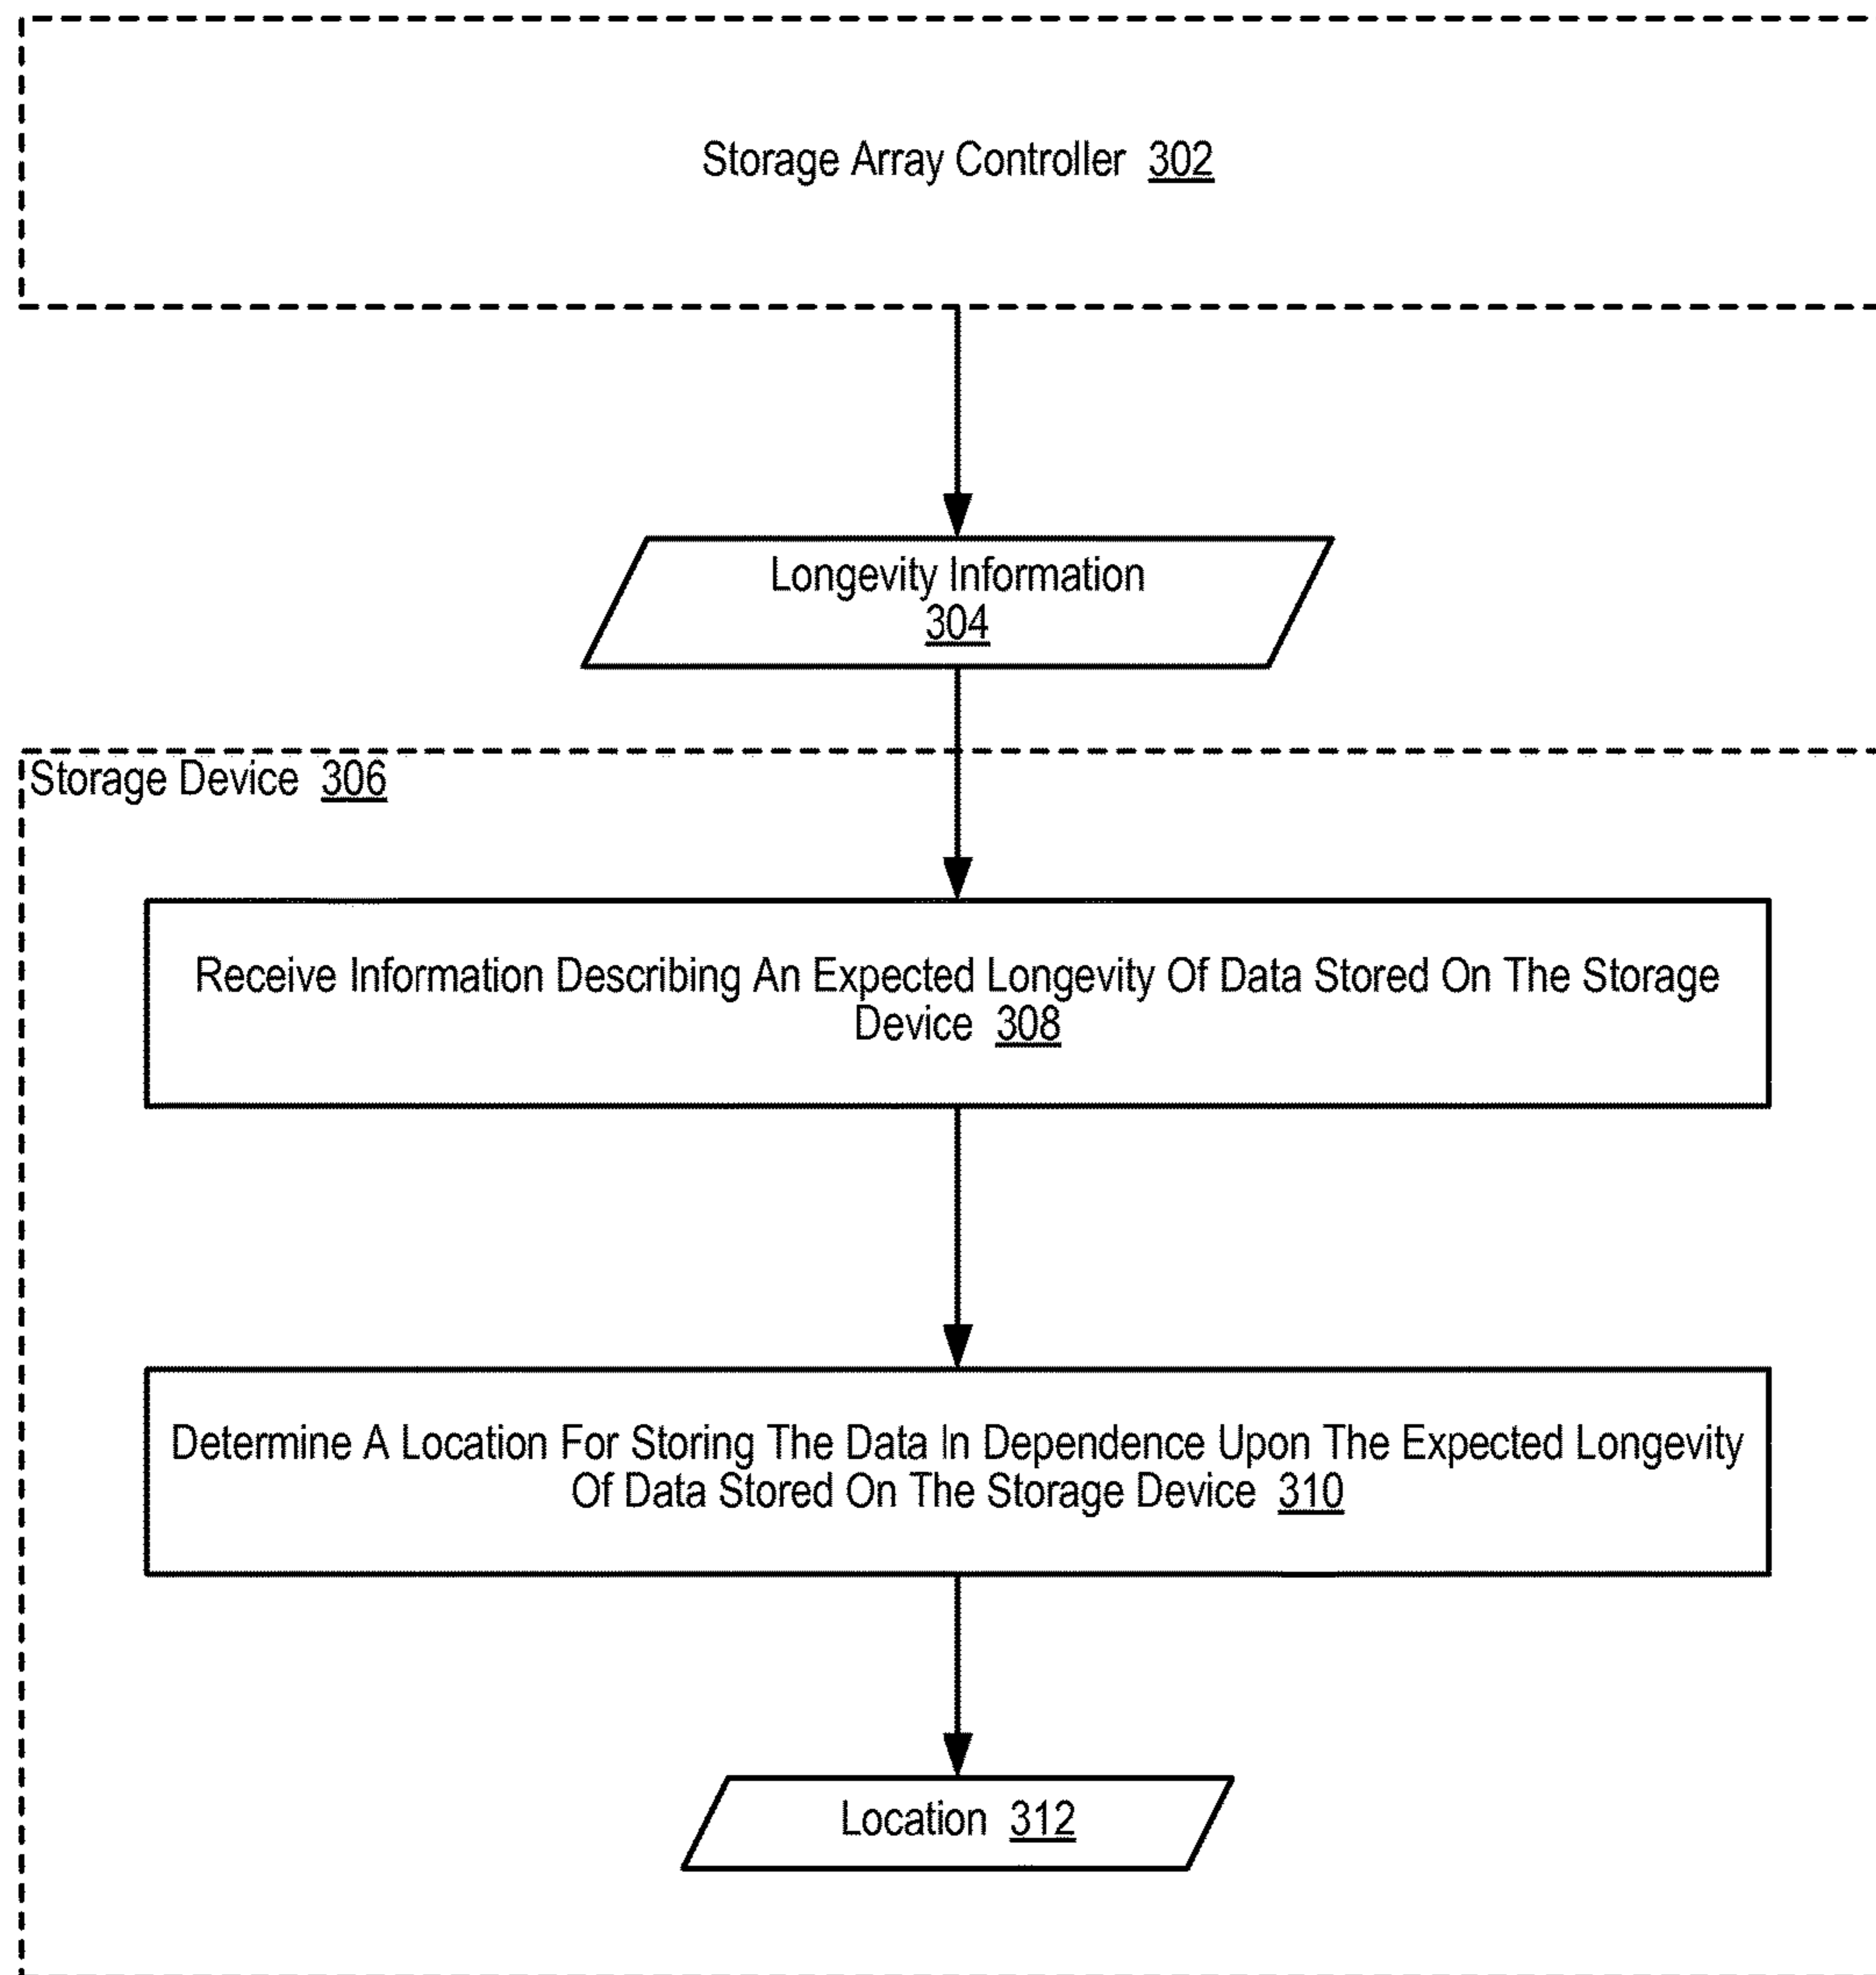 Storage Array Controller 302
Longevity Information
304
Storage Device 306
Receive Information Describing An Expected Longevity Of Data Stored On The Storage
Device 308
Determine A Location For Storing The Data In Dependence Upon The Expected Longevity
Of Data Stored On The Storage Device 310
Location 312